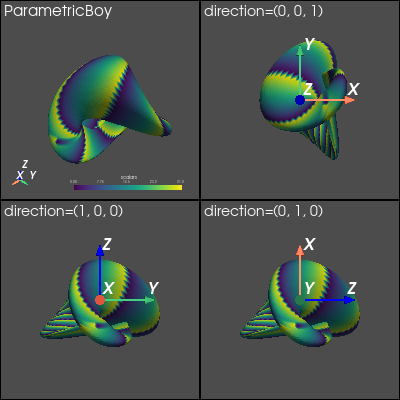 ParametricBoy
Z
X Y
scalars
direction=(0, 0, 1)
Y
Z X
direction=(1, 0, 0)
Z
X Y
direction=(0, 1, 0)
X
Y Z